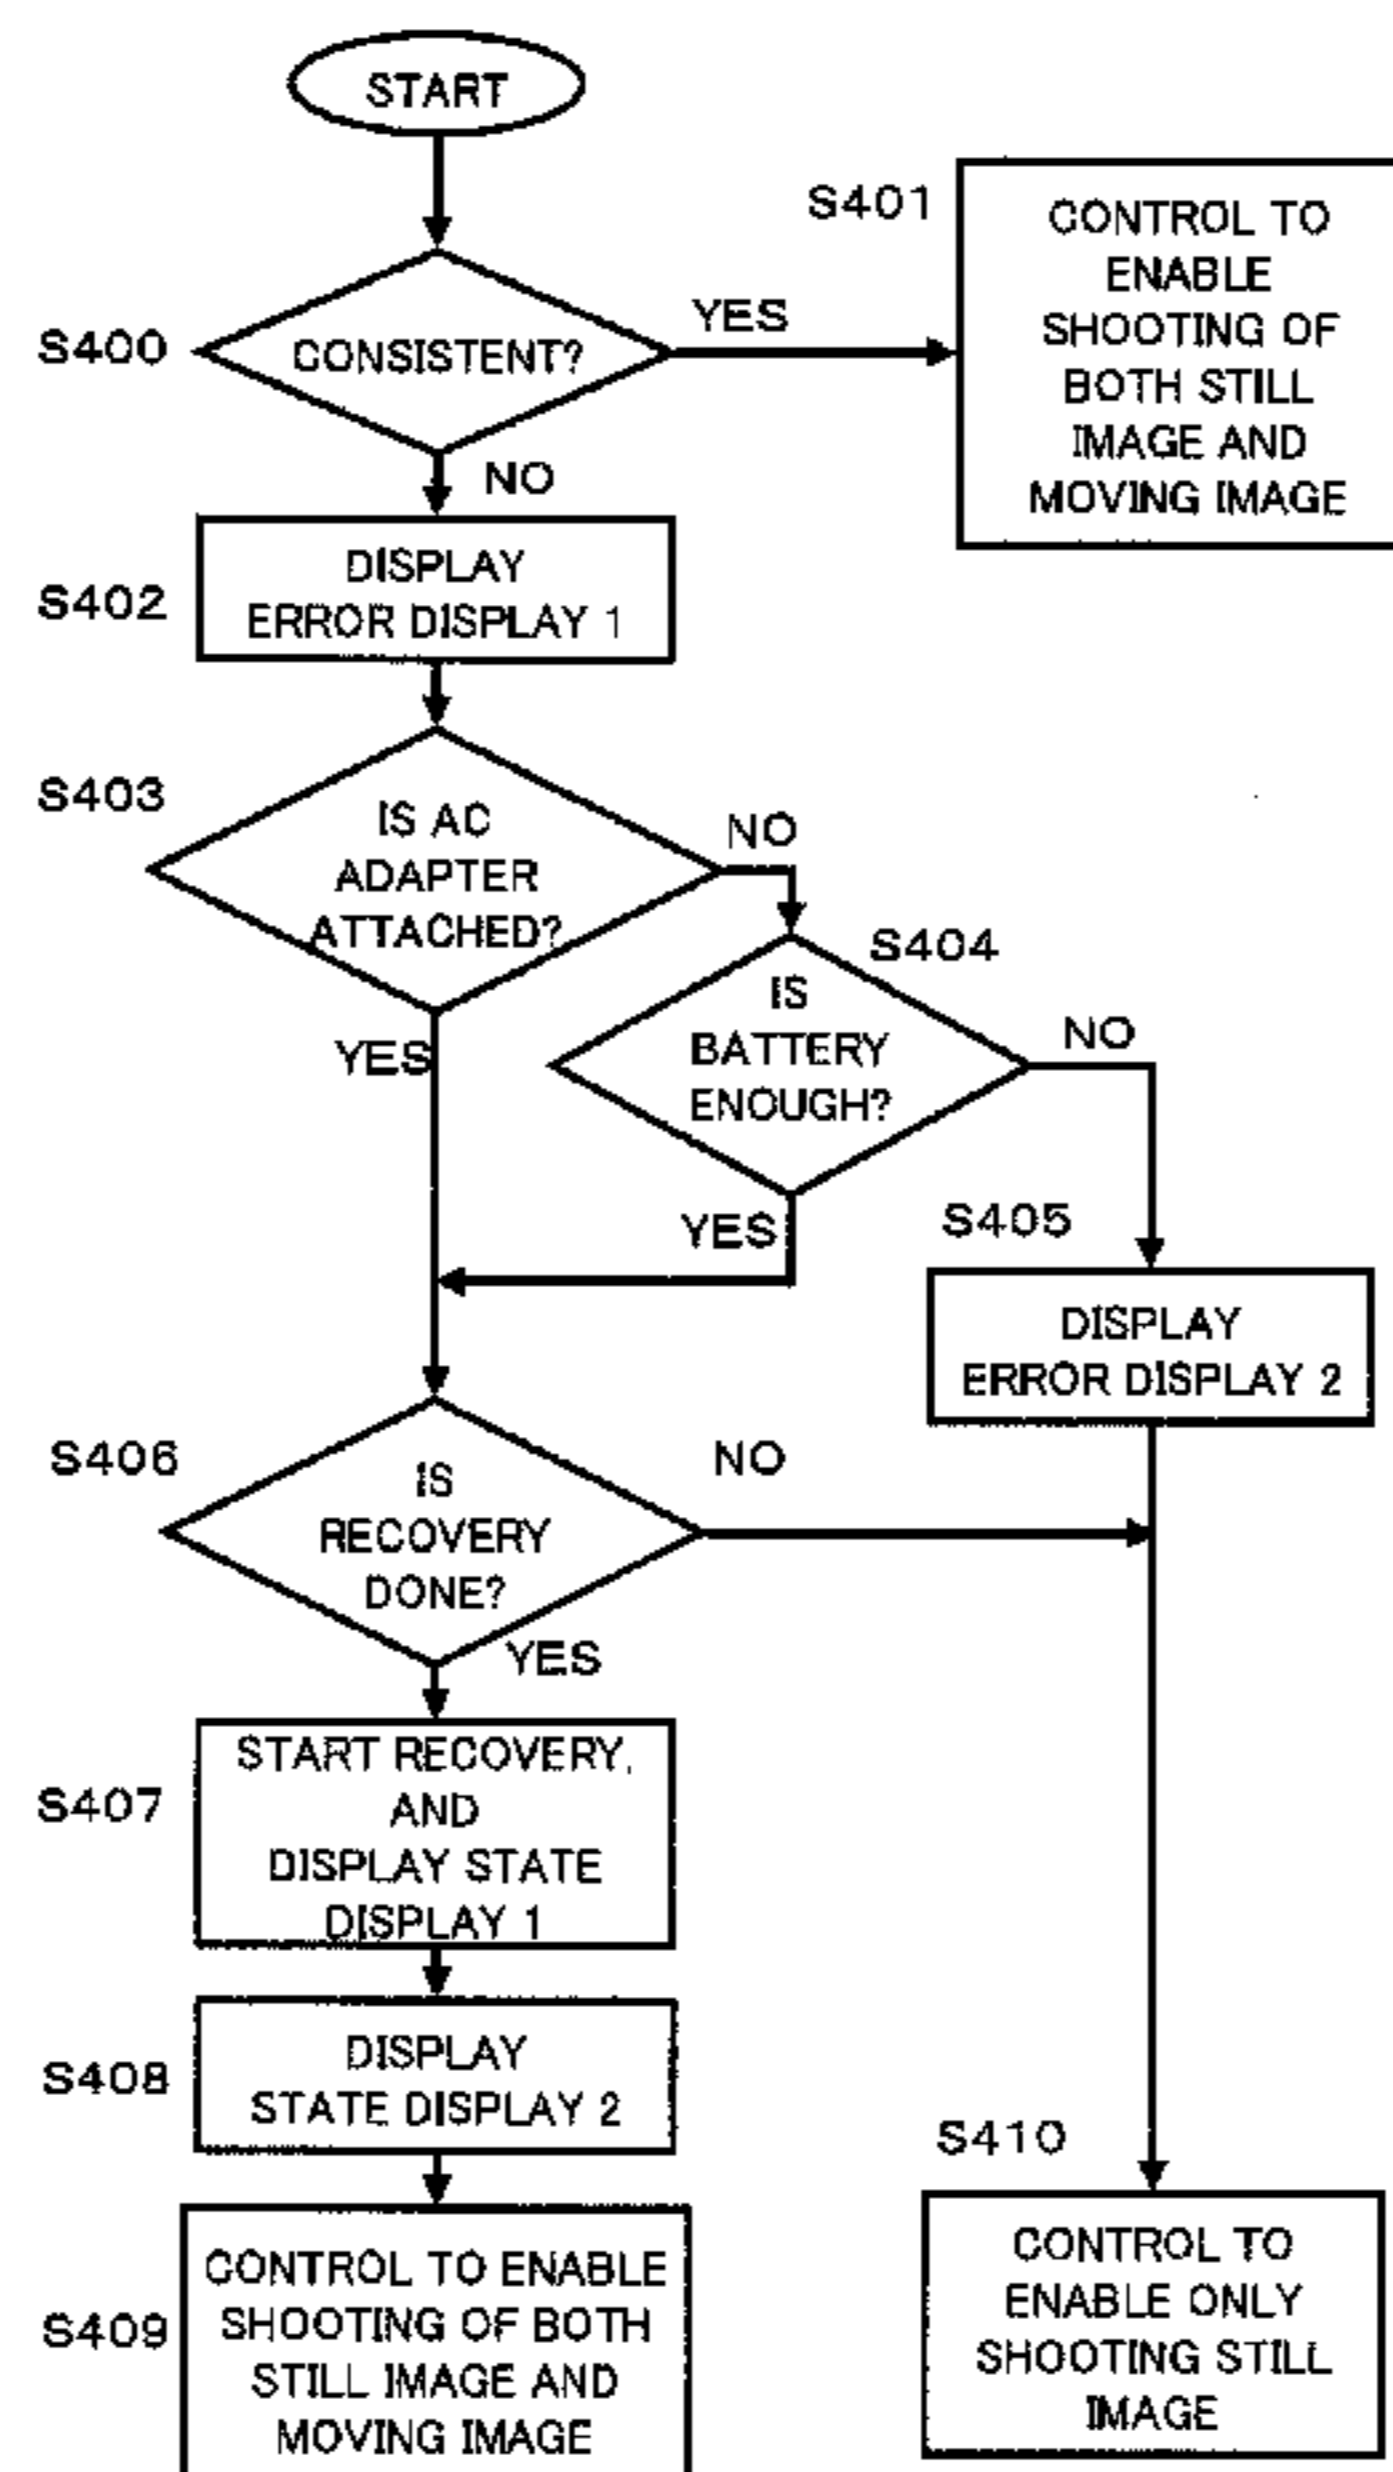 START
S400
CONSISTENT?
YES
NO
S401
CONTROL TO
ENABLE
SHOOTING OF
BOTH STILL
IMAGE AND
MOVING IMAGE
S402
DISPLAY
ERROR DISPLAY 1
S403
IS AC
ADAPTER
ATTACHED?
NO
YES
S404
IS
BATTERY
ENOUGH?
NO
YES
S405
DISPLAY
ERROR DISPLAY 2
S406
IS
RECOVERY
DONE?
NO
YES
S407
START RECOVERY,
AND
DISPLAY STATE
DISPLAY 1
S408
DISPLAY
STATE DISPLAY 2
S409
CONTROL TO ENABLE
SHOOTING OF BOTH
STILL IMAGE AND
MOVING IMAGE
S410
CONTROL TO
ENABLE ONLY
SHOOTING STILL
IMAGE